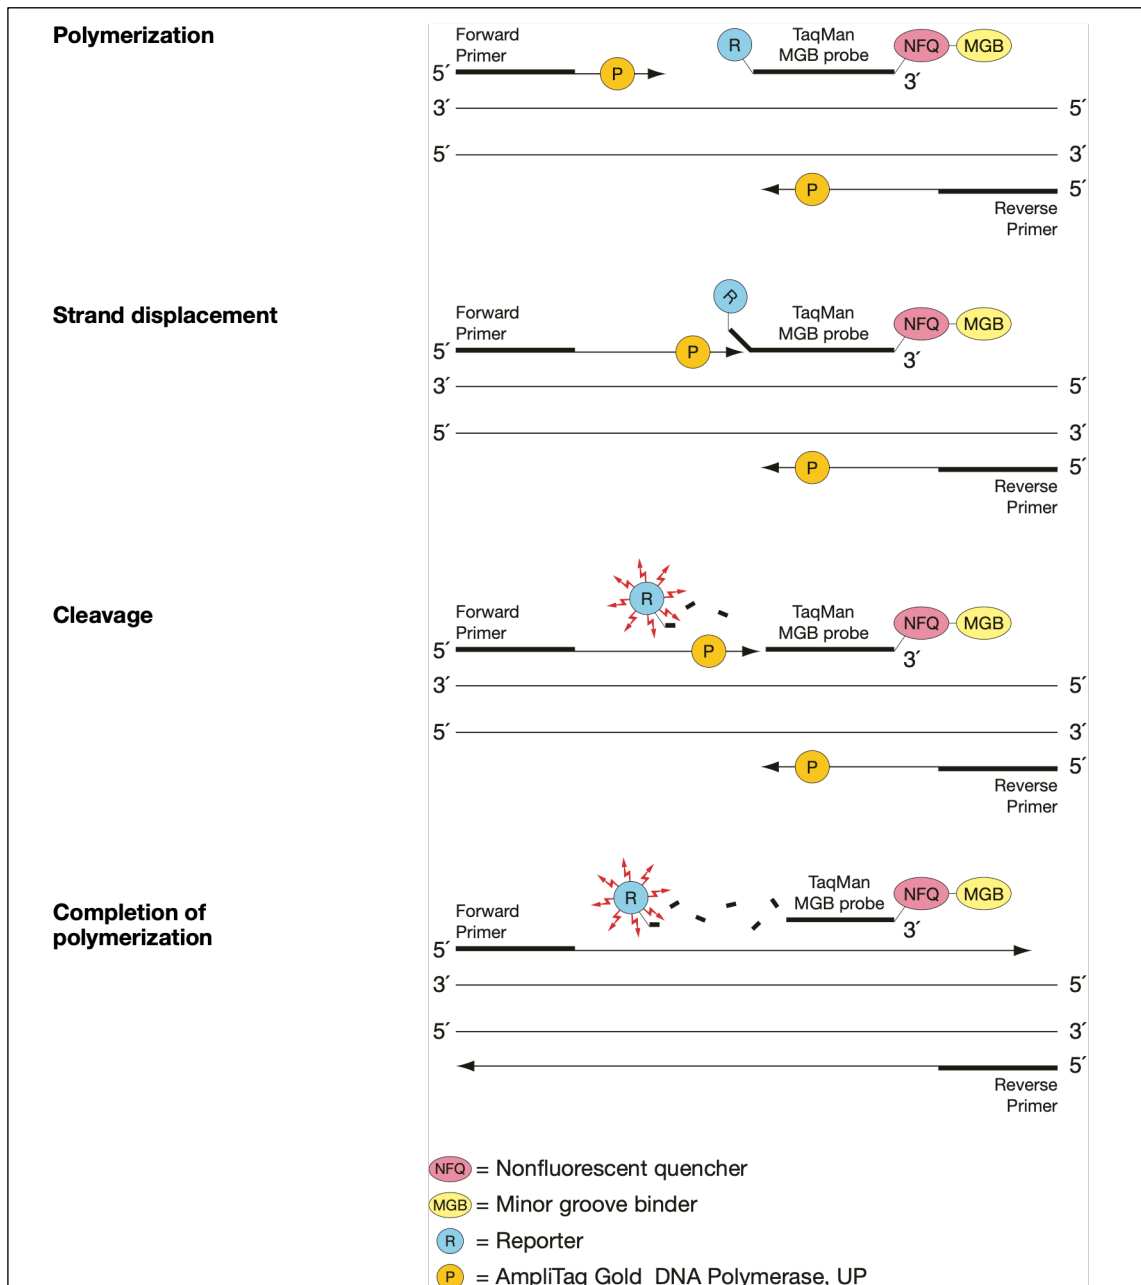 Polymerization
Forward
Primer
R
TaqMan
MGB probe
NFQ
MGB
5´
P
3´
3´
5´
5´
3´
P
5´
Reverse
Primer
Strand displacement
Forward
Primer
R
TaqMan
MGB probe
NFQ
MGB
5´
P
3´
3´
5´
5´
3´
P
5´
Reverse
Primer
Cleavage
Forward
Primer
R
TaqMan
MGB probe
NFQ
MGB
5´
P
3´
3´
5´
5´
3´
P
5´
Reverse
Primer
Completion of
polymerization
Forward
Primer
R
TaqMan
MGB probe
NFQ
MGB
5´
3´
3´
5´
5´
3´
5´
Reverse
Primer
NFQ = Nonfluorescent quencher
MGB = Minor groove binder
R = Reporter
P = AmpliTaq Gold DNA Polymerase, UP